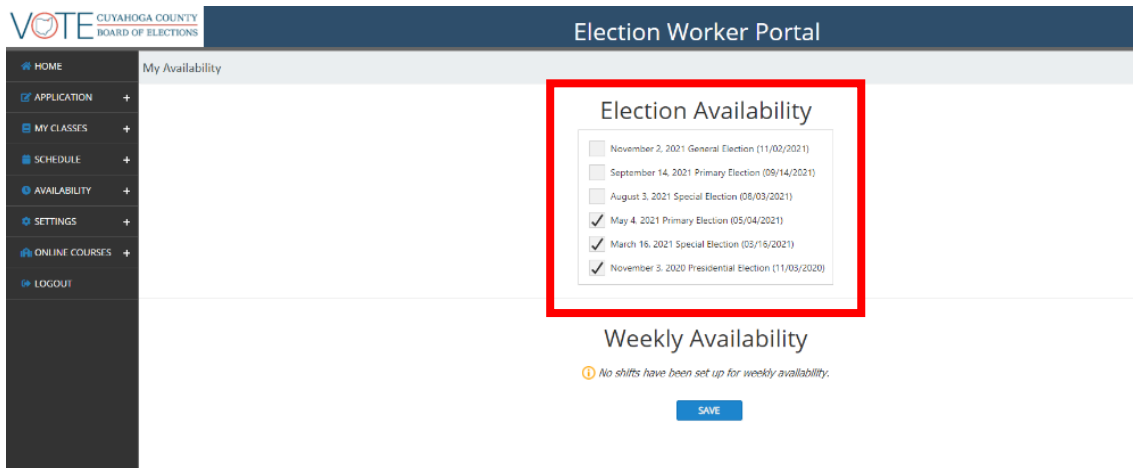 VOTE CUYAHOGA COUNTY
BOARD OF ELECTIONS
Election Worker Portal
HOME
My Availability
APPLICATION +
MY CLASSES +
SCHEDULE +
AVAILABILITY +
SETTINGS +
ONLINE COURSES +
LOGOUT
Election Availability
November 2, 2021 General Election (11/02/2021)
September 14, 2021 Primary Election (09/14/2021)
August 3, 2021 Special Election (08/03/2021)
May 4, 2021 Primary Election (05/04/2021)
March 16, 2021 Special Election (03/16/2021)
November 3, 2020 Presidential Election (11/03/2020)
Weekly Availability
No shifts have been set up for weekly availability.
SAVE